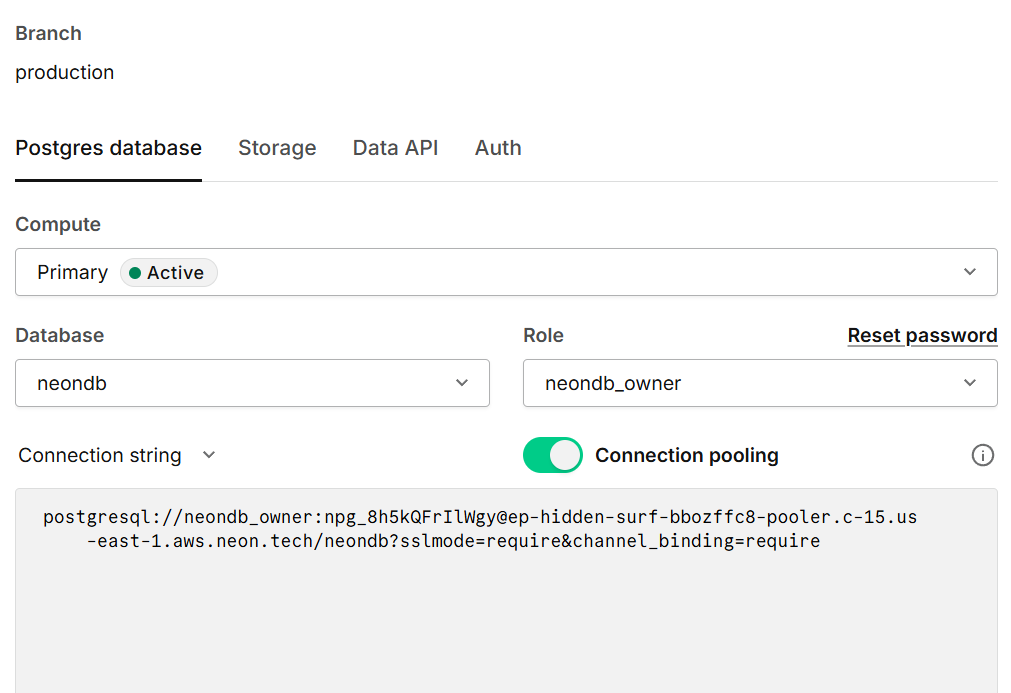 Branch
production
Postgres database Storage Data API Auth
Compute
Primary Active
Database Role Reset password
neondb neondb_owner
Connection string Connection pooling
postgresql://neondb_owner:npg_8h5kQFrIlWgy@ep-hidden-surf-bbozffc8-pooler.c-15.us
-east-1.aws.neon.tech/neondb?sslmode=require&channel_binding=require